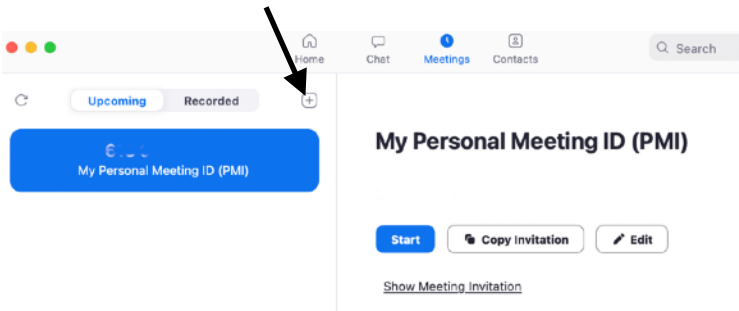 Home Chat Meetings Contacts Search
Upcoming Recorded
My Personal Meeting ID (PMI)
My Personal Meeting ID (PMI)
Start Copy Invitation Edit
Show Meeting Invitation